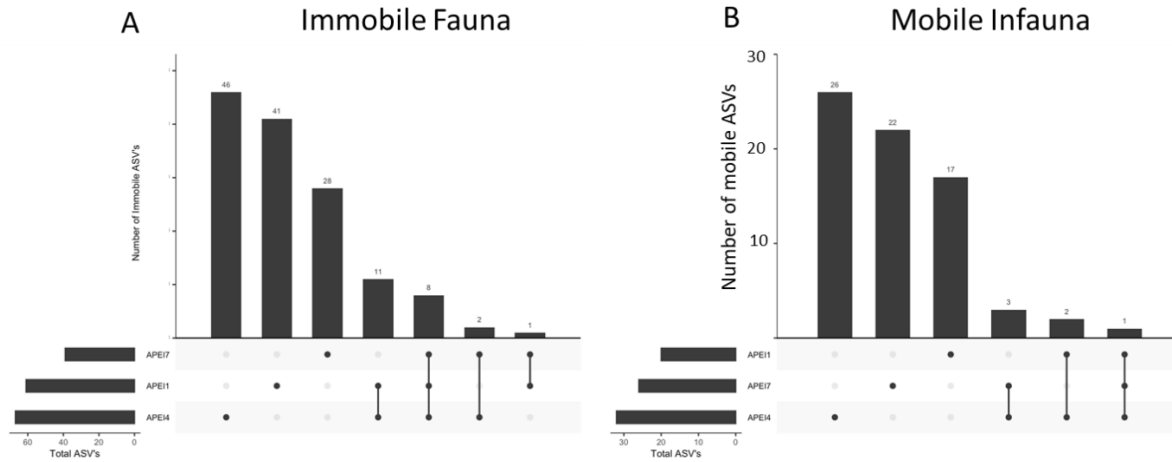 A
Immobile Fauna
Number of Immobile ASV's
46
41
28
11
8
2
1
APEI7
APEI1
APEI4
60 40 20 0
Total ASV's
B
Mobile Infauna
Number of mobile ASVs
30
20
10
26
22
17
3
2
1
APEI1
APEI7
APEI4
30 20 10 0
Total ASV's